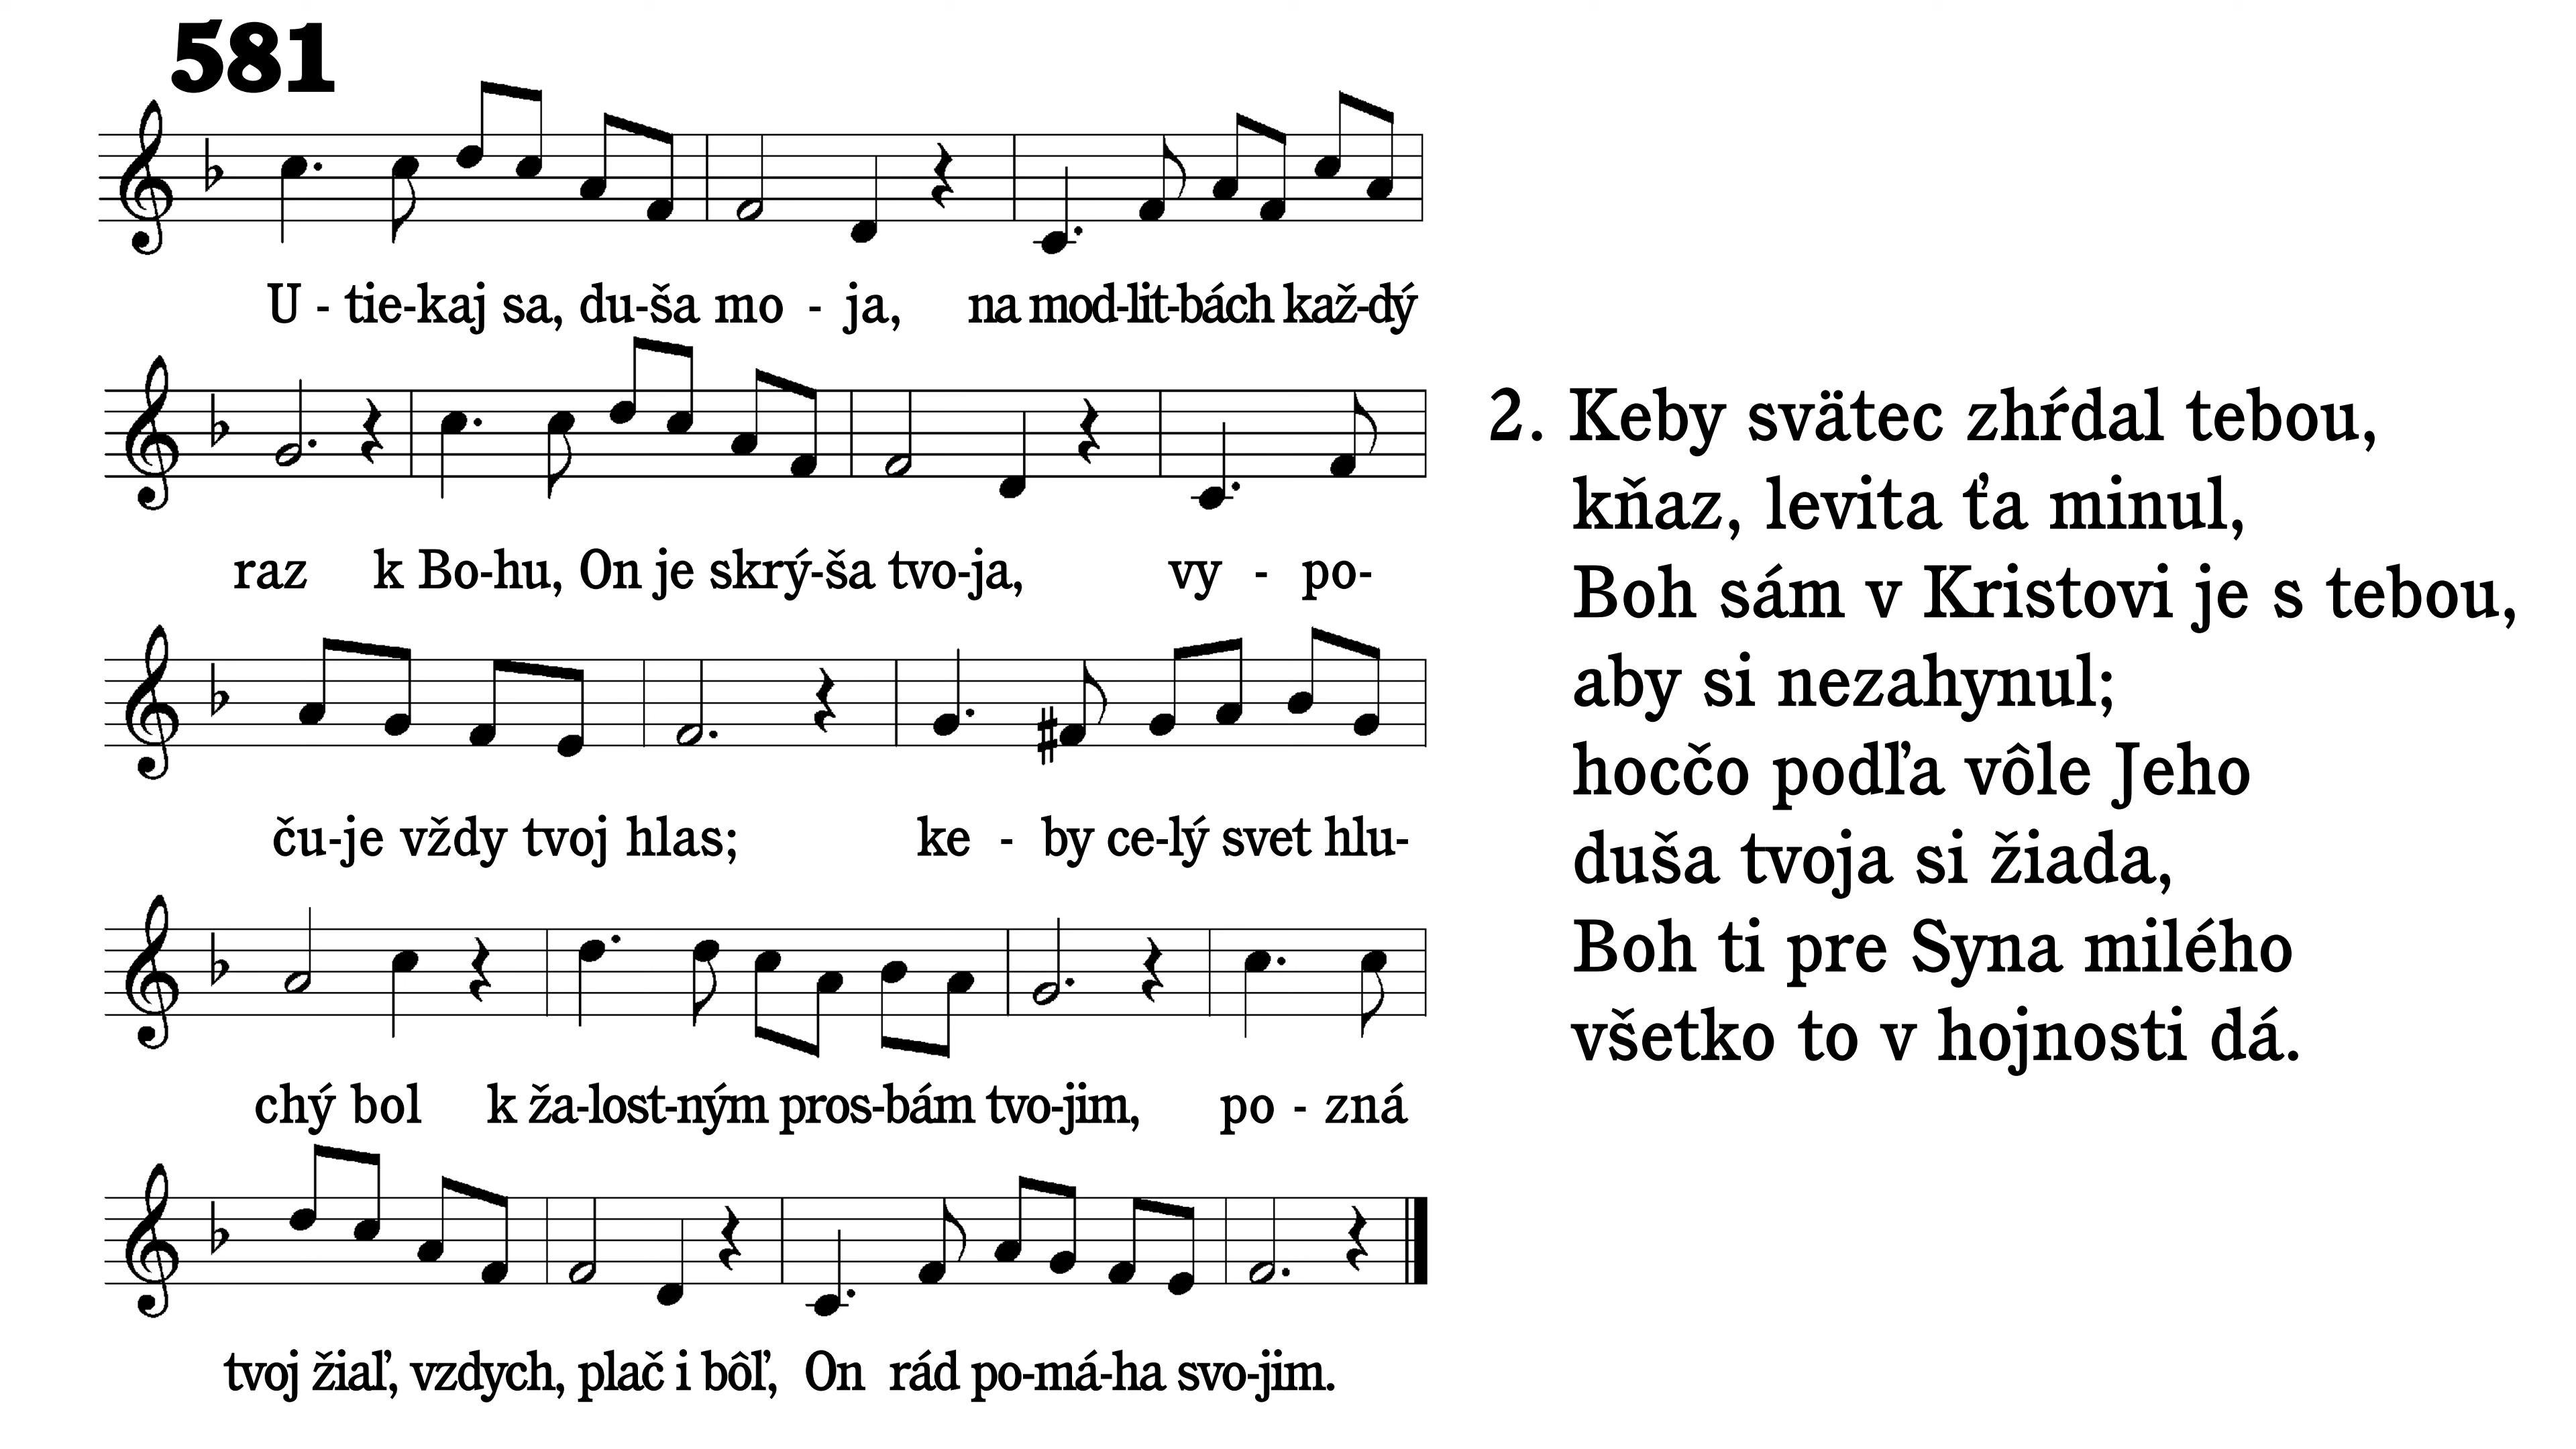 581
U - tie-kaj sa, du-ša mo - ja, na mod-lit-bách kaž-dý
raz k Bo-hu, On je skrý-ša tvo-ja, vy - po-
ču-je vždy tvoj hlas; ke - by ce-lý svet hlu-
chý bol k ža-lost-ným pros-bám tvo-jim, po - zná
tvoj žiaľ, vzdych, plač i bôľ, On rád po-má-ha svo-jim.
2. Keby svätec zhŕdal tebou,
kňaz, levita ťa minul,
Boh sám v Kristovi je s tebou,
aby si nezahynul;
hocčo podľa vôle Jeho
duša tvoja si žiada,
Boh ti pre Syna milého
všetko to v hojnosti dá.